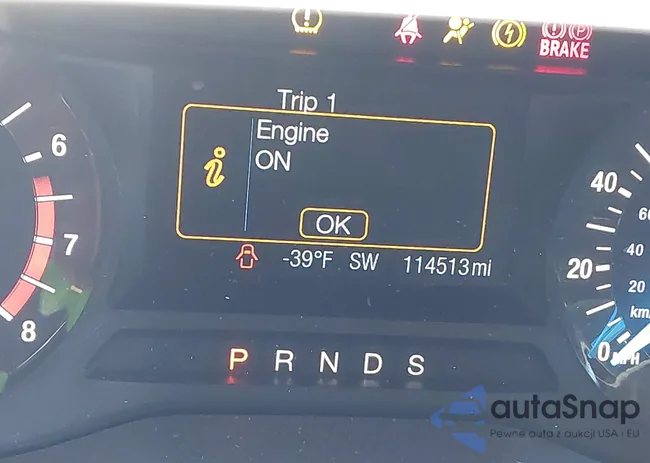 BRAKE
Trip 1
Engine
ON
OK
-39°F SW 114513mi
6
7
8
40
20
0 MPH
60
40
20
km/h
P R N D S
autaSnap
Pewne auta z aukcji USA i EU